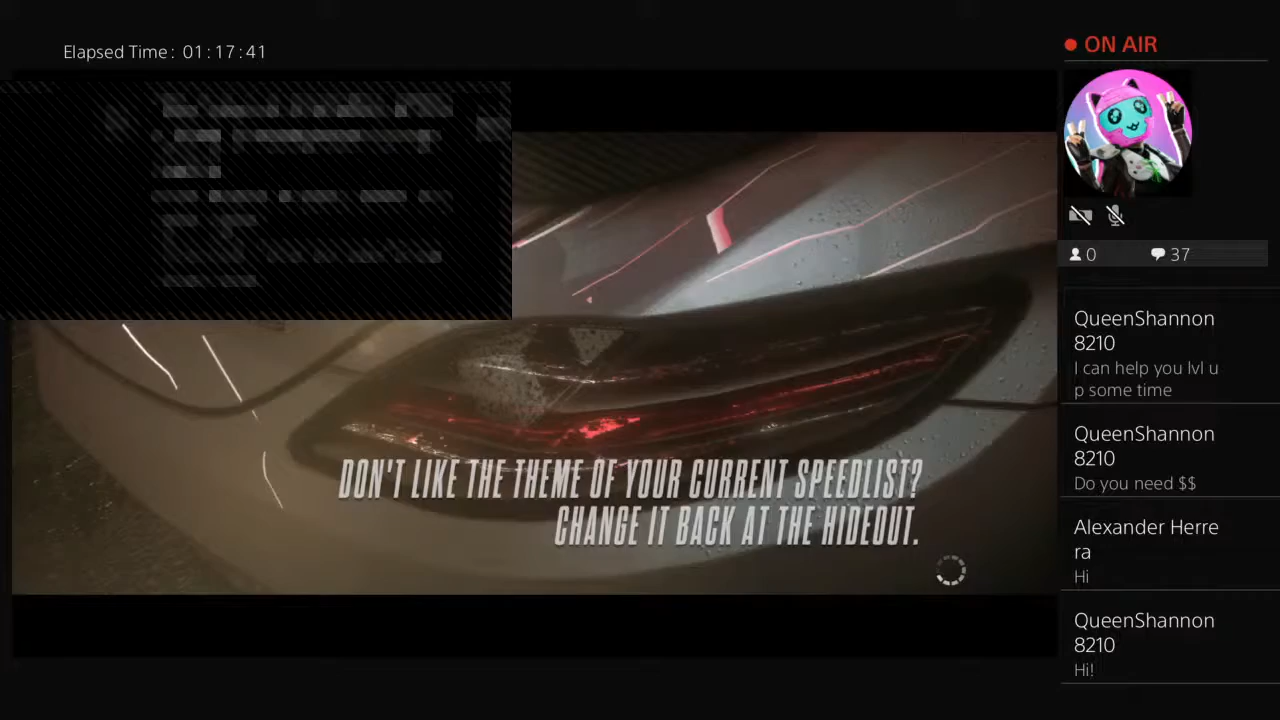 Elapsed Time: 01:17:41
ON AIR
0
37
QueenShannon
8210
I can help you lvl u
p some time
QueenShannon
8210
Do you need $$
Alexander Herre
ra
Hi
QueenShannon
8210
Hi!
DON'T LIKE THE THEME OF YOUR CURRENT SPEEDLIST?
CHANGE IT BACK AT THE HIDEOUT.